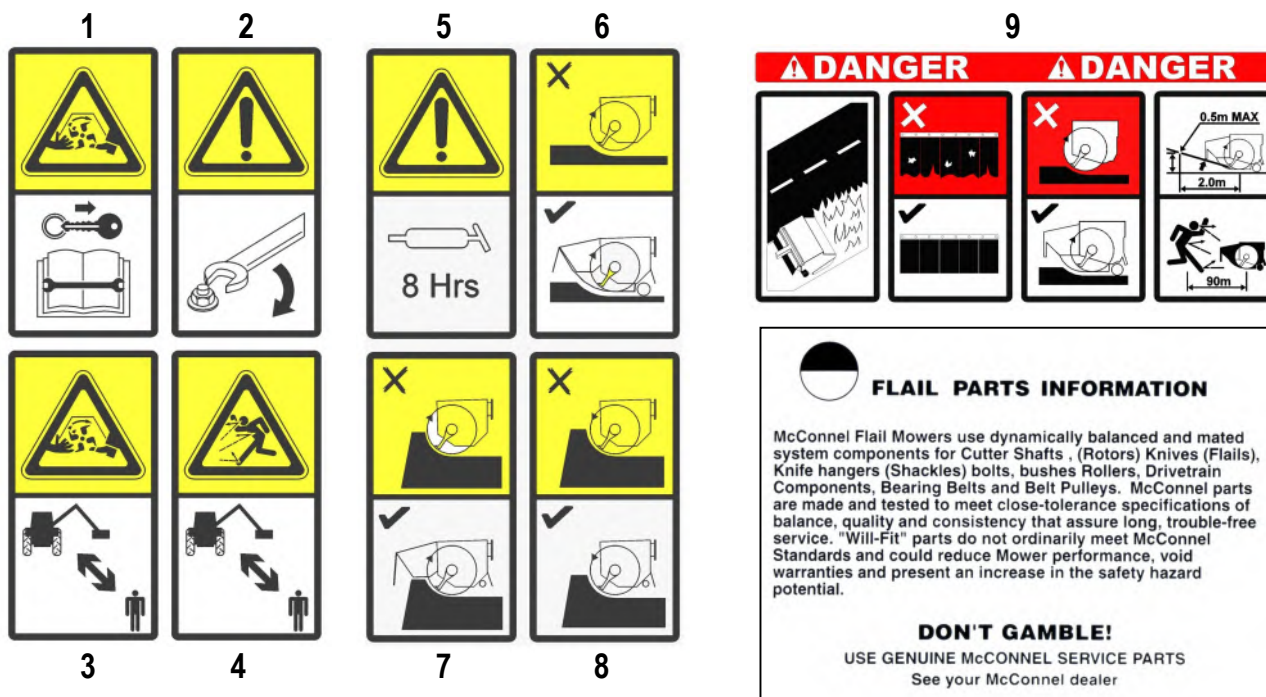 1
2
5
6
9
DANGER
DANGER
0.5m MAX
2.0m
90m
8 Hrs
3
4
7
8
FLAIL PARTS INFORMATION
McConnel Flail Mowers use dynamically balanced and mated
system components for Cutter Shafts , (Rotors) Knives (Flails),
Knife hangers (Shackles) bolts, bushes Rollers, Drivetrain
Components, Bearing Belts and Belt Pulleys. McConnel parts
are made and tested to meet close-tolerance specifications of
balance, quality and consistency that assure long, trouble-free
service. "Will-Fit" parts do not ordinarily meet McConnel
Standards and could reduce Mower performance, void
warranties and present an increase in the safety hazard
potential.
DON'T GAMBLE!
USE GENUINE McCONNEL SERVICE PARTS
See your McConnel dealer